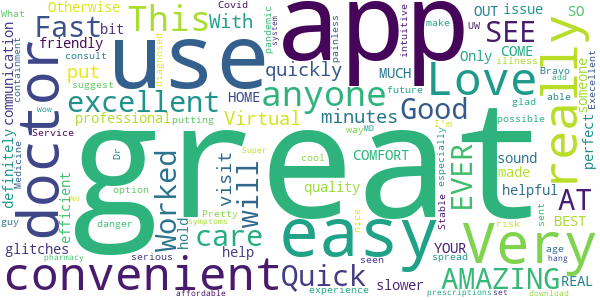 great
app
use
easy
very
convenient
doctor
really
Love
This
anyone
AMAZING
excellent
Fast
SEE
Good
Quick
care
Will
Worked
EVER
AT
With
put
quickly
minutes
Virtual
visit
What
Otherwise
bit
friendly
consult
suggest
wow
communication
containment
HOME
diagnosed
Covid
pandemic
system
painless
OUT
issue
UW
make
intuitive
COME
SO
Only
MUCH
illness
someone
Brayo
add
Execellent
future
glad
able
professional
putting
way
MD
possible
perfect
Service
Medicine
definitely
Dr
Super
cool
COMFORT
especially
sound
made
helpful
efficient
option
hold
quality
No
Pretty
symptoms
danger
nice
Stable
sent
BEST
risk
guy
glitches
help
slower
YOUR
age
REAL
serious
seen
spread
hang
pharmacy
affordable
experience
prescriptions
set
download